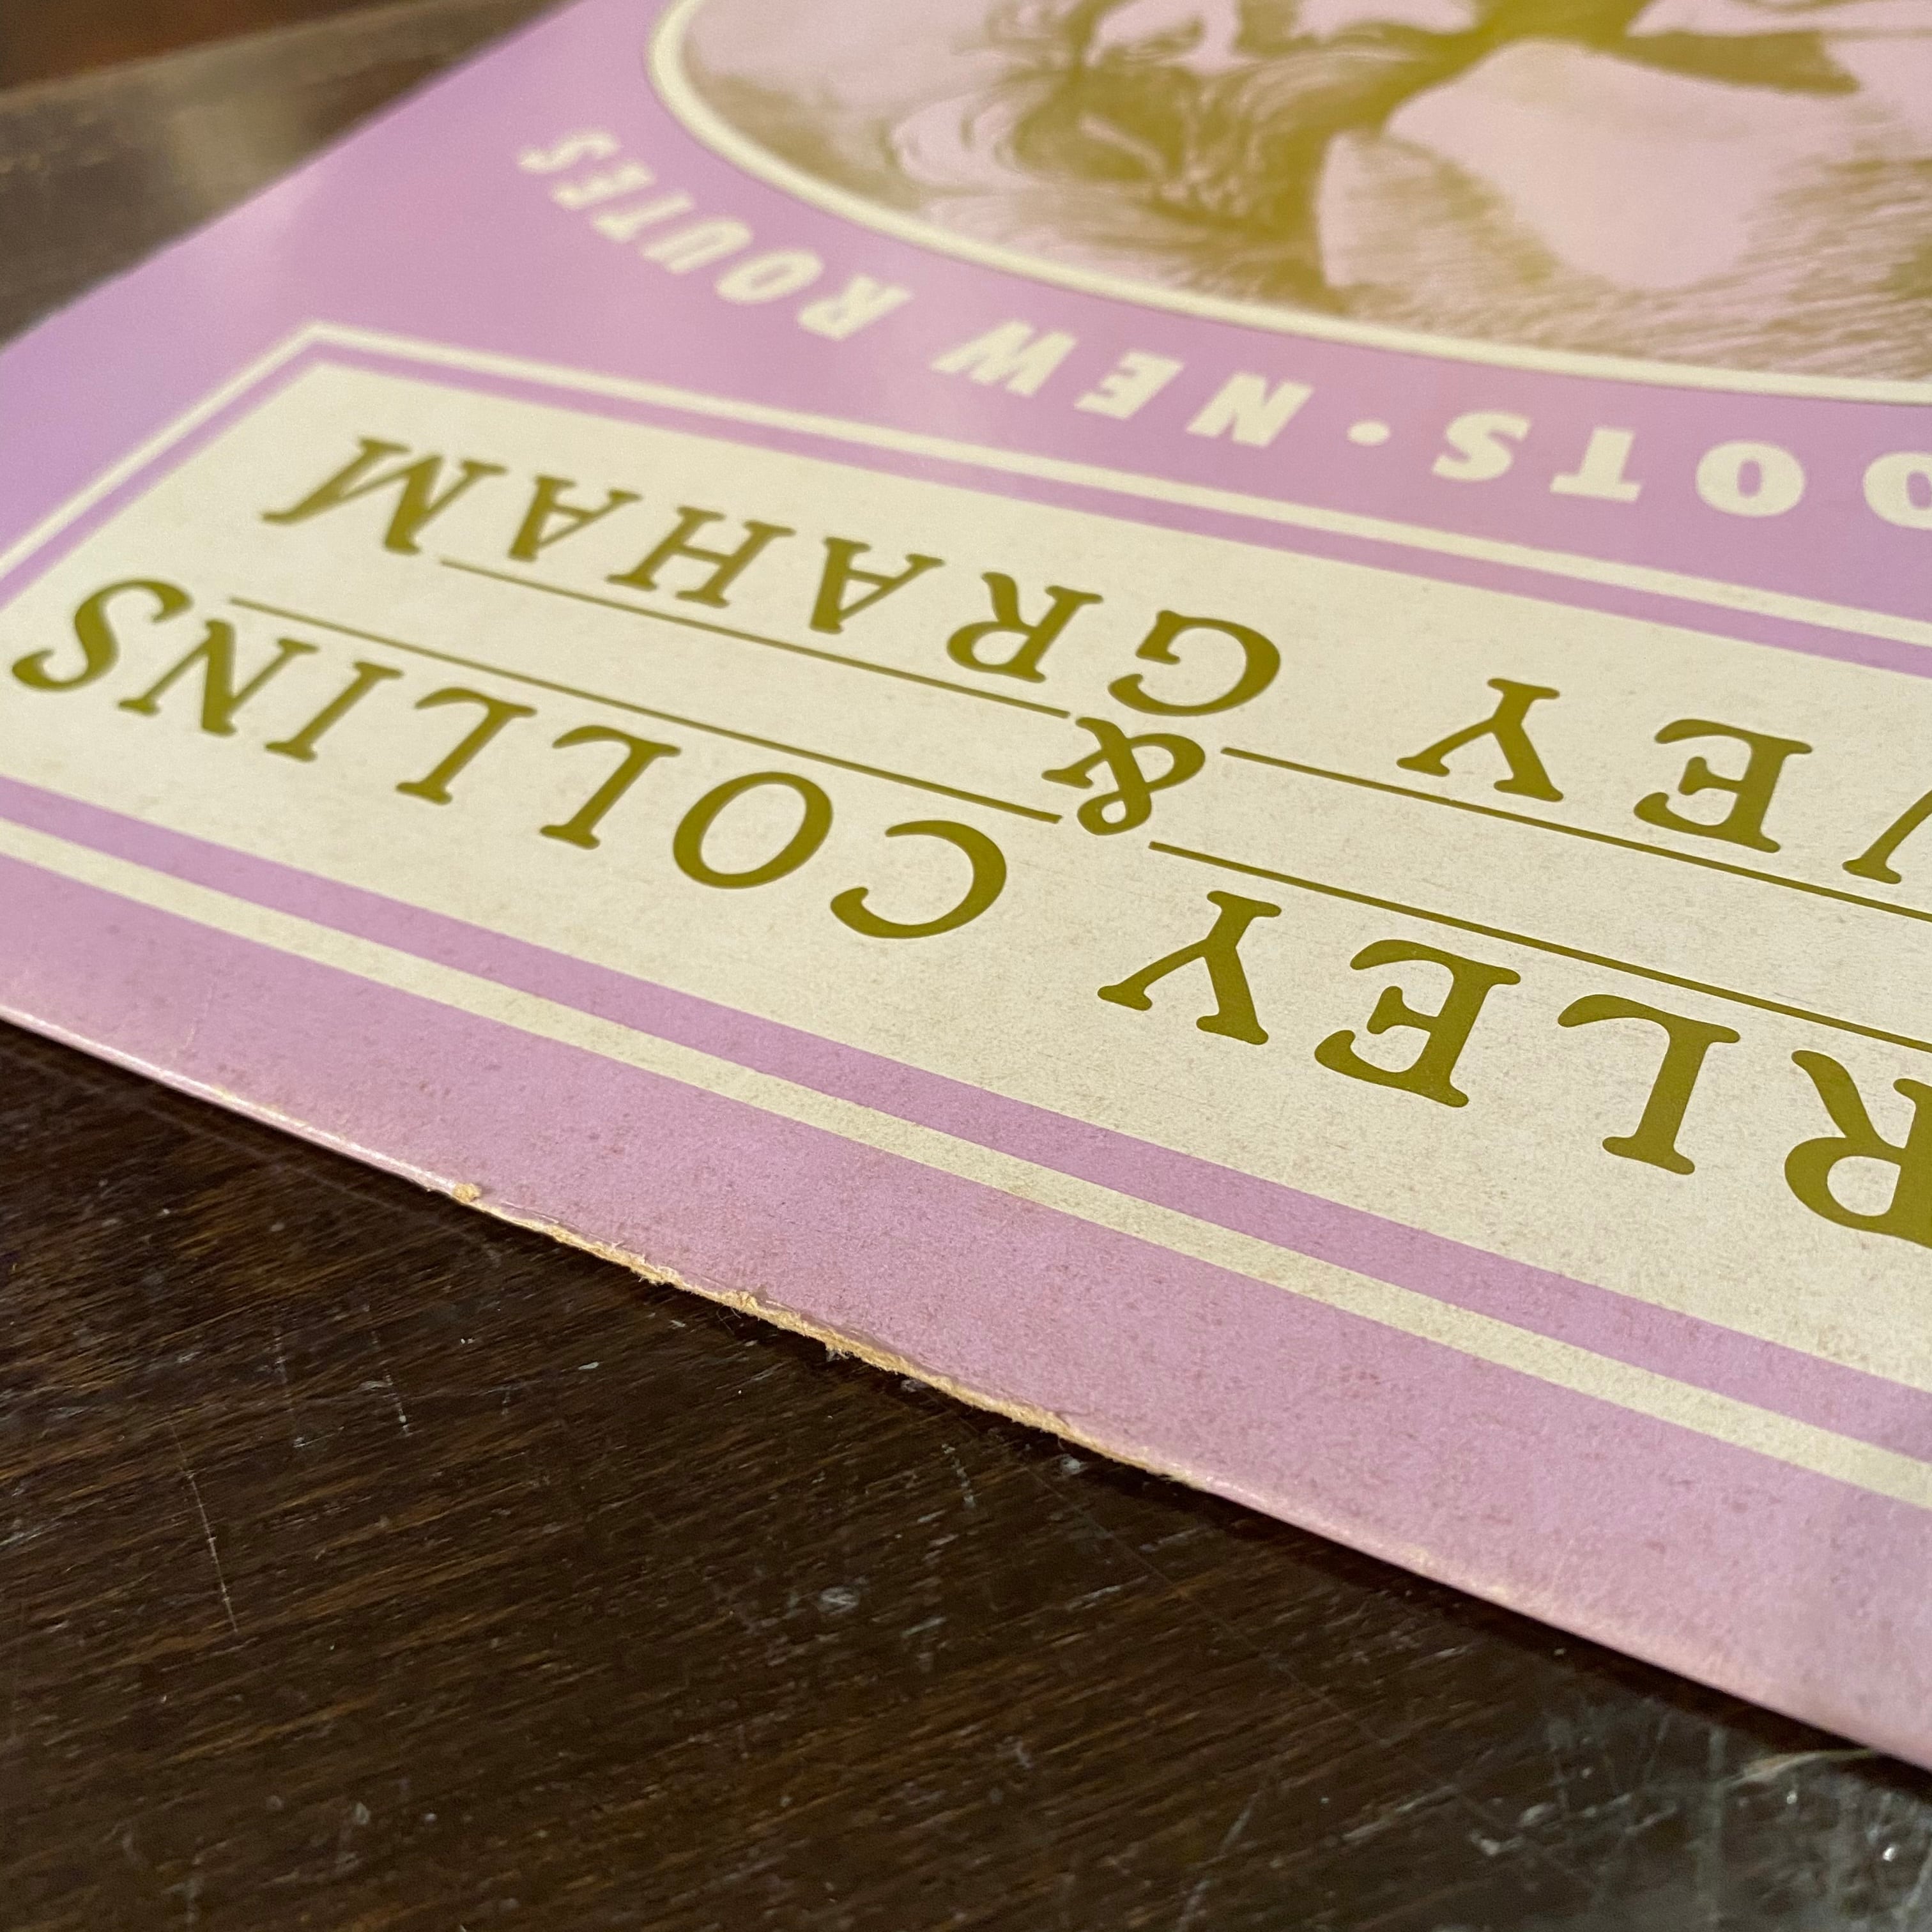 RLEY COLLINS
&
VEY GRAHAM
OOTS · NEW ROUTES